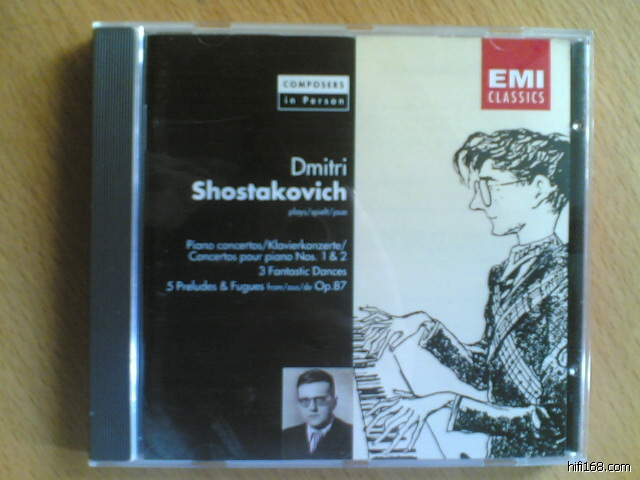 COMPOSERS
in Person
EMI
CLASSICS
Dmitri
Shostakovich
plays/spielt/joue
Piano concertos/Klavierkonzerte/
Concertos pour piano Nos. 1 & 2
3 Fantastic Dances
5 Preludes & Fugues from/aus/de Op.87
hifi168.com